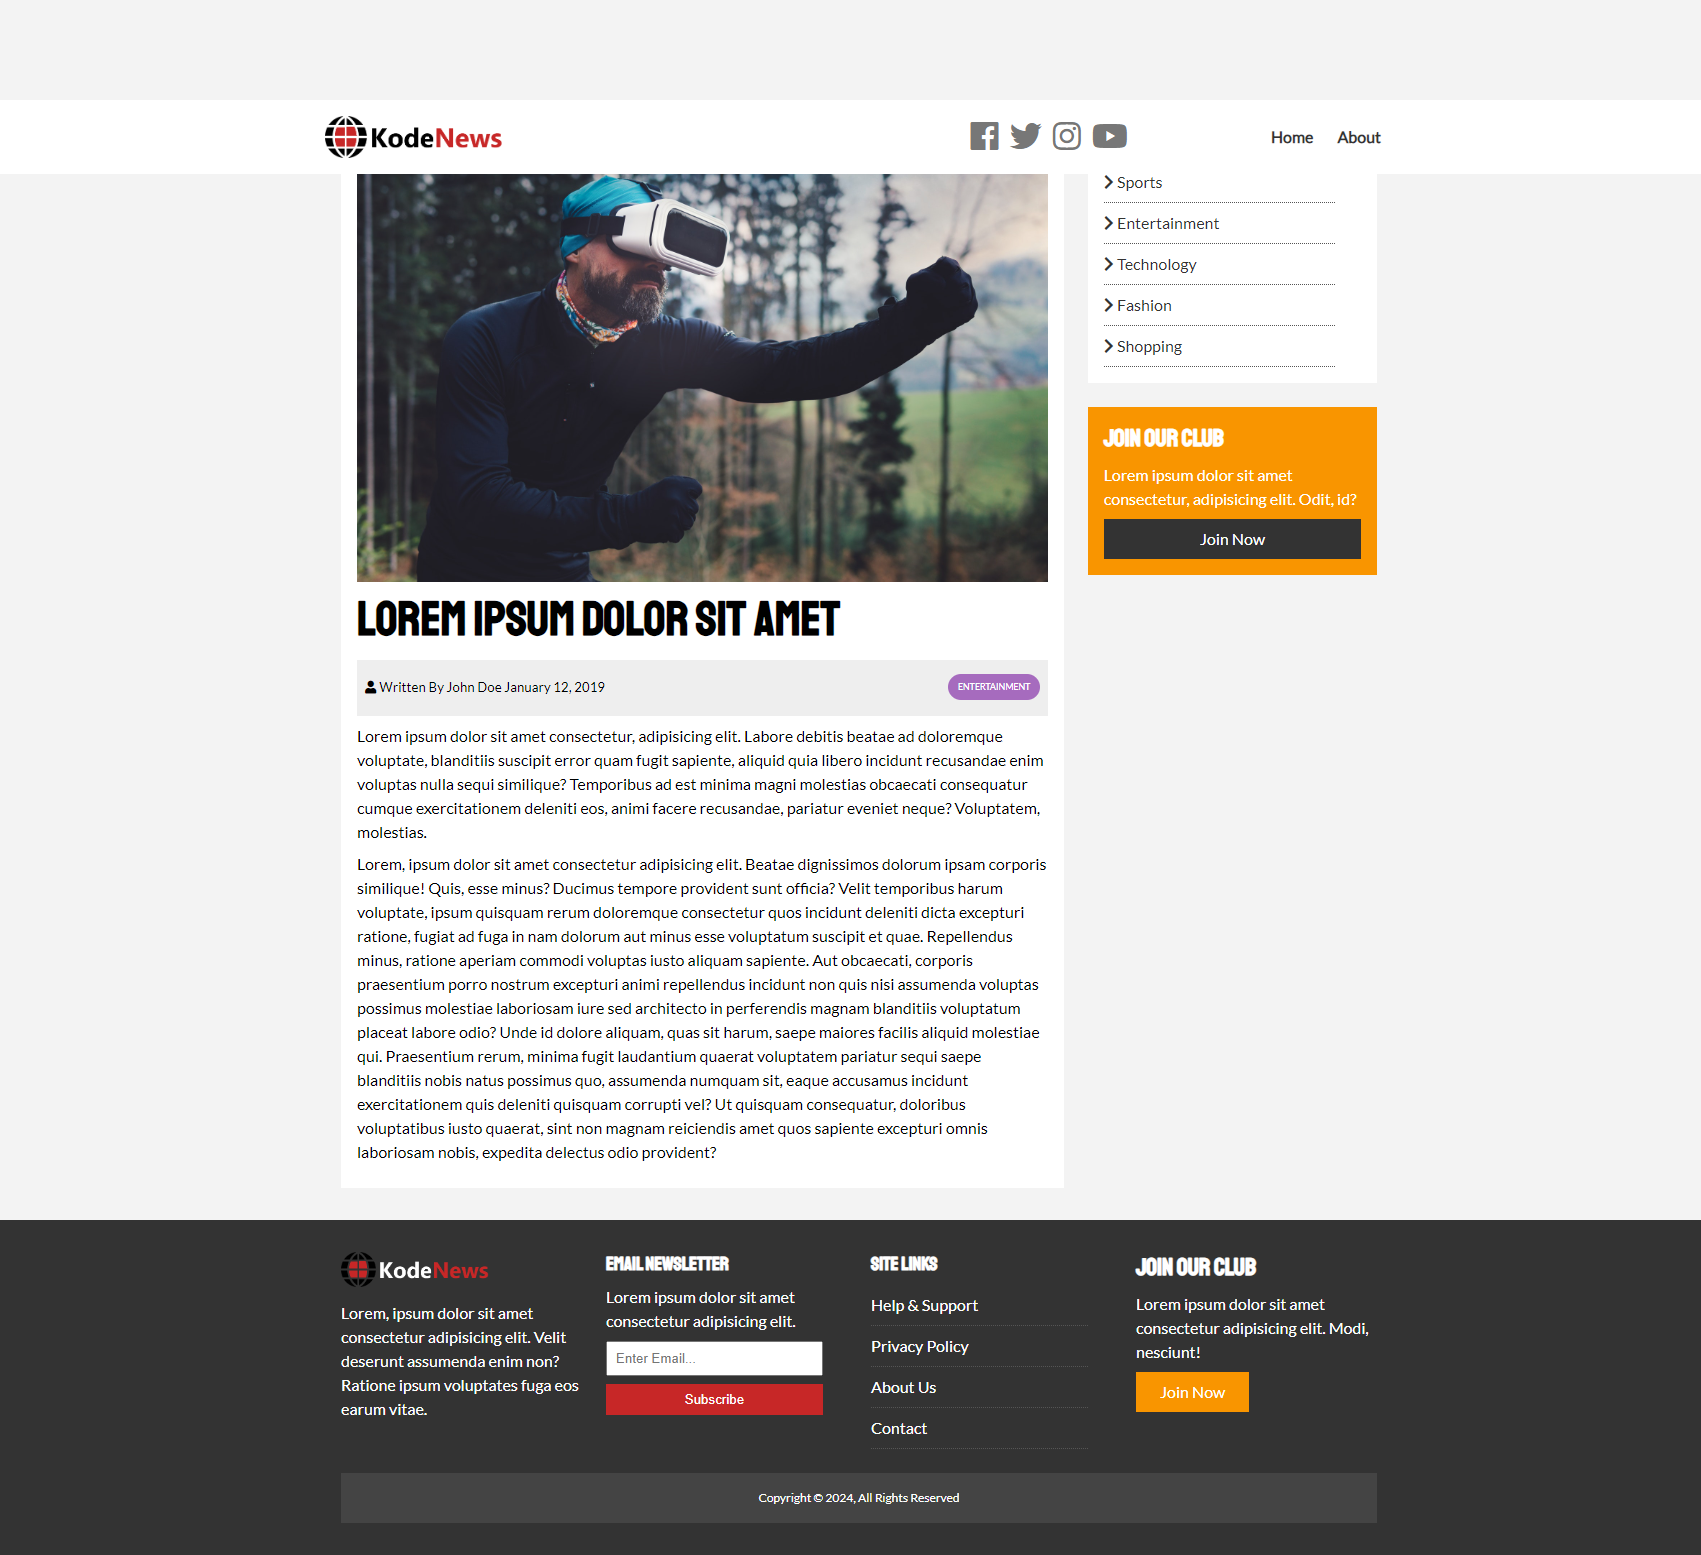 KodeNews
Home
About
Sports
Entertainment
Technology
Fashion
Shopping
JOIN OUR CLUB
Lorem ipsum dolor sit amet
consectetur, adipisicing elit. Odit, id?
Join Now
LOREM IPSUM DOLOR SIT AMET
Written By John Doe January 12, 2019
ENTERTAINMENT
Lorem ipsum dolor sit amet consectetur, adipisicing elit. Labore debitis beatae ad doloremque
voluptate, blanditiis suscipit error quam fugit sapiente, aliquid quia libero incidunt recusandae enim
voluptas nulla sequi similique? Temporibus ad est minima magni molestias obcaecati consequatur
cumque exercitationem deleniti eos, animi facere recusandae, pariatur eveniet neque? Voluptatem,
molestias.
Lorem, ipsum dolor sit amet consectetur adipisicing elit. Beatae dignissimos dolorum ipsam corporis
similique! Quis, esse minus? Ducimus tempore provident sunt officia? Velit temporibus harum
voluptate, ipsum quisquam rerum doloremque consectetur quos incidunt deleniti dicta excepturi
ratione, fugiat ad fuga in nam dolorum aut minus esse voluptatum suscipit et quae. Repellendus
minus, ratione aperiam commodi voluptas iusto aliquam sapiente. Aut obcaecati, corporis
praesentium porro nostrum excepturi animi repellendus incidunt non quis nisi assumenda voluptas
possimus molestiae laboriosam iure sed architecto in perferendis magnam blanditiis voluptatum
placeat labore odio? Unde id dolore aliquam, quas sit harum, saepe maiores facilis aliquid molestiae
qui. Praesentium rerum, minima fugit laudantium quaerat voluptatem pariatur sequi saepe
blanditiis nobis natus possimus quo, assumenda numquam sit, eaque accusamus incidunt
exercitationem quis deleniti quisquam corrupti vel? Ut quisquam consequatur, doloribus
voluptatibus iusto quaerat, sint non magnam reiciendis amet quos sapiente excepturi omnis
laboriosam nobis, expedita delectus odio provident?
KodeNews
Lorem, ipsum dolor sit amet
consectetur adipisicing elit. Velit
deserunt assumenda enim non?
Ratione ipsum voluptates fuga eos
earum vitae.
EMAIL NEWSLETTER
Lorem ipsum dolor sit amet
consectetur adipisicing elit.
Enter Email...
Subscribe
SITE LINKS
Help & Support
Privacy Policy
About Us
Contact
JOIN OUR CLUB
Lorem ipsum dolor sit amet
consectetur adipisicing elit. Modi,
nesciunt!
Join Now
Copyright © 2024, All Rights Reserved